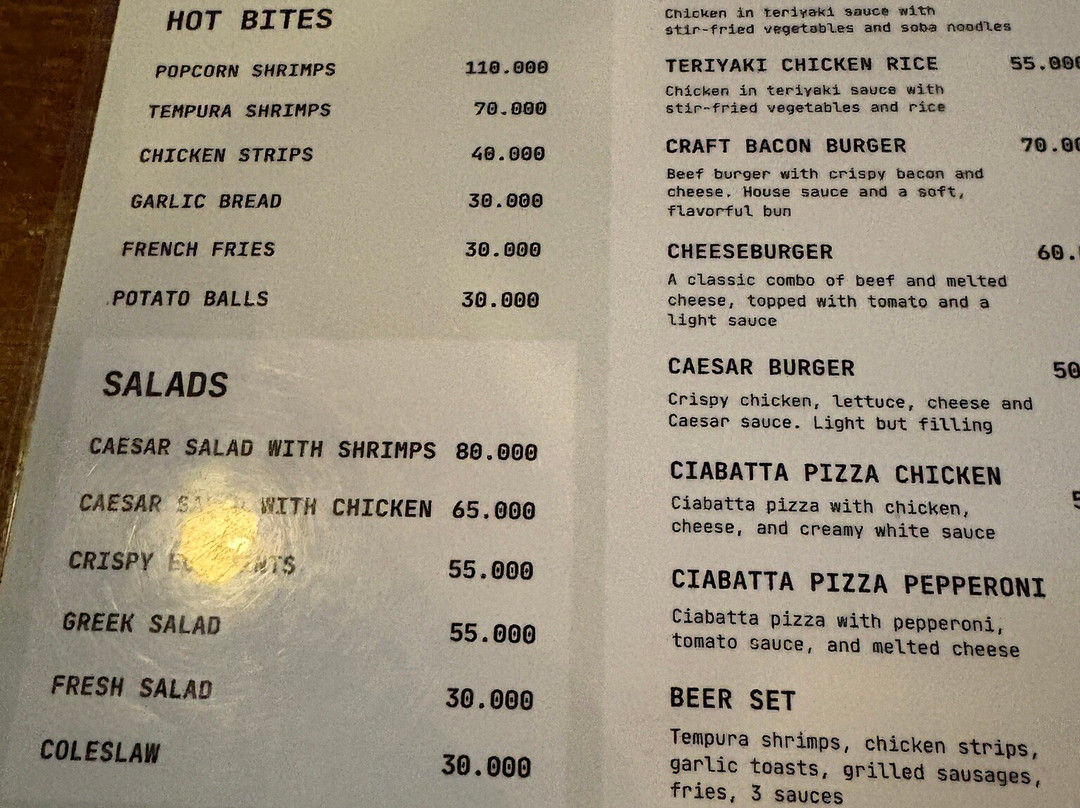 HOT BITES
POPCORN SHRIMPS 110.000
TEMPURA SHRIMPS 70.000
CHICKEN STRIPS 40.000
GARLIC BREAD 30.000
FRENCH FRIES 30.000
POTATO BALLS 30.000
SALADS
CAESAR SALAD WITH SHRIMPS 80.000
CAESAR WITH CHICKEN 65.000
CRISPY 55.000
GREEK SALAD 55.000
FRESH SALAD 30.000
COLESLAW 30.000
Chicken in teriyaki sauce with
stir-fried vegetables and soba noodles
TERIYAKI CHICKEN RICE 55.000
Chicken in teriyaki sauce with
stir-fried vegetables and rice
CRAFT BACON BURGER 70.00
Beef burger with crispy bacon and
cheese. House sauce and a soft,
flavorful bun
CHEESEBURGER 60.
A classic combo of beef and melted
cheese, topped with tomato and a
light sauce
CAESAR BURGER 50
Crispy chicken, lettuce, cheese and
Caesar sauce. Light but filling
CIABATTA PIZZA CHICKEN
Ciabatta pizza with chicken,
cheese, and creamy white sauce
CIABATTA PIZZA PEPPERONI
Ciabatta pizza with pepperoni,
tomato sauce, and melted cheese
BEER SET
Tempura shrimps, chicken strips,
garlic toasts, grilled sausages,
fries, 3 sauces